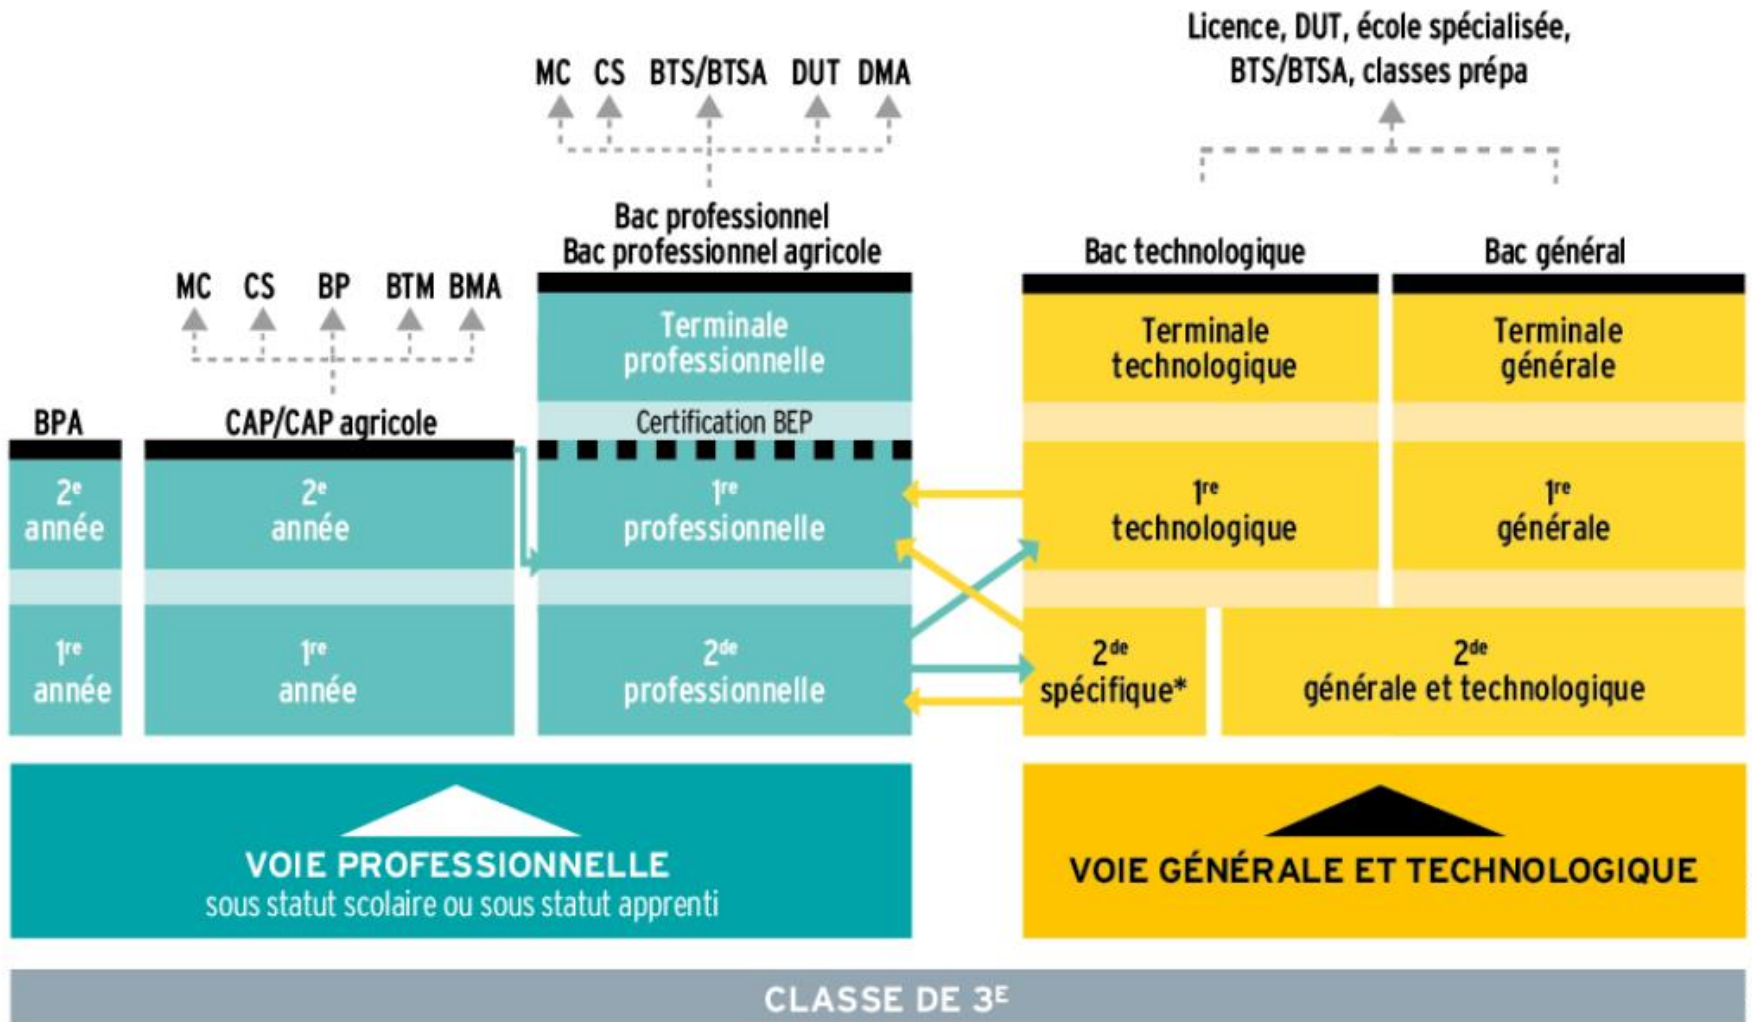 Licence, DUT, école spécialisée,
BTS/BTSA, classes prépa
MC CS BTS/BTSA DUT DMA
Bac professionnel
Bac professionnel agricole
Bac technologique
Bac général
MC CS BP BTM BMA
Terminale
professionnelle
Terminale
technologique
Terminale
générale
BPA
CAP/CAP agricole
Certification BEP
2e
année
2e
année
1re
professionnelle
1re
technologique
1re
générale
1re
année
1re
année
2de
professionnelle
2de
spécifique*
2de
générale et technologique
VOIE PROFESSIONNELLE
sous statut scolaire ou sous statut apprenti
VOIE GÉNÉRALE ET TECHNOLOGIQUE
CLASSE DE 3E